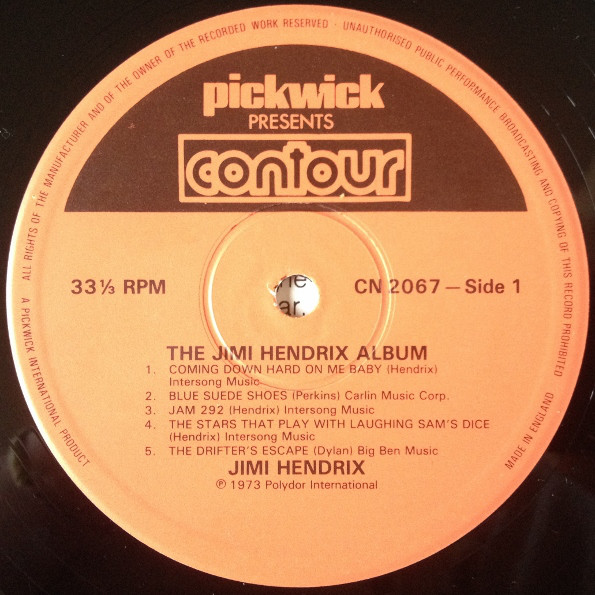 ALL RIGHTS OF THE MANUFACTURER AND OF THE OWNER OF THE RECORDED WORK RESERVED · UNAUTHORISED PUBLIC PERFORMANCE BROADCASTING AND COPYING OF THIS RECORD PROHIBITED
pickwick
PRESENTS
contour
33⅓ RPM
CN 2067 — Side 1
he
ar.
THE JIMI HENDRIX ALBUM
1. COMING DOWN HARD ON ME BABY (Hendrix)
Intersong Music
2. BLUE SUEDE SHOES (Perkins) Carlin Music Corp.
3. JAM 292 (Hendrix) Intersong Music
4. THE STARS THAT PLAY WITH LAUGHING SAM'S DICE
(Hendrix) Intersong Music
5. THE DRIFTER'S ESCAPE (Dylan) Big Ben Music
JIMI HENDRIX
℗ 1973 Polydor International
A PICKWICK INTERNATIONAL PRODUCT
MADE IN ENGLAND